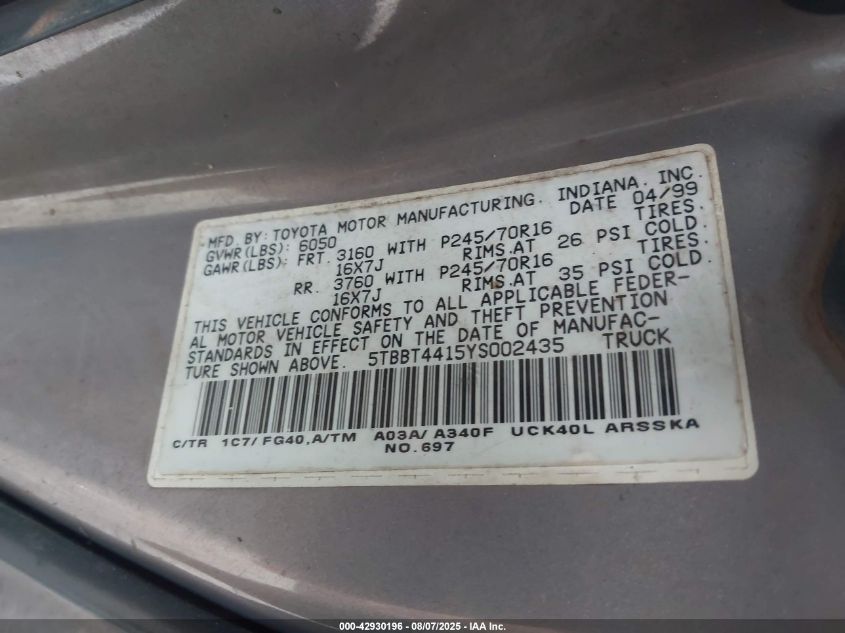 MFD. BY: TOYOTA MOTOR MANUFACTURING. INDIANA, INC.
GVWR(LBS): 6050 DATE 04/99
GAWR(LBS): FRT. 3160 WITH P245/70R16 TIRES.
16X7J RIMS.AT 26 PSI COLD.
RR. 3760 WITH P245/70R16 TIRES.
16X7J RIMS.AT 35 PSI COLD.
THIS VEHICLE CONFORMS TO ALL APPLICABLE FEDER-
AL MOTOR VEHICLE SAFETY AND THEFT PREVENTION
STANDARDS IN EFFECT ON THE DATE OF MANUFAC-
TURE SHOWN ABOVE. 5TBBT4415YS002435 TRUCK
C/TR 1C7/ FG40,A/TM A03A/ A340F UCK40L ARSSKA
NO.697
000-42930196 - 08/07/2025 - IAA Inc.